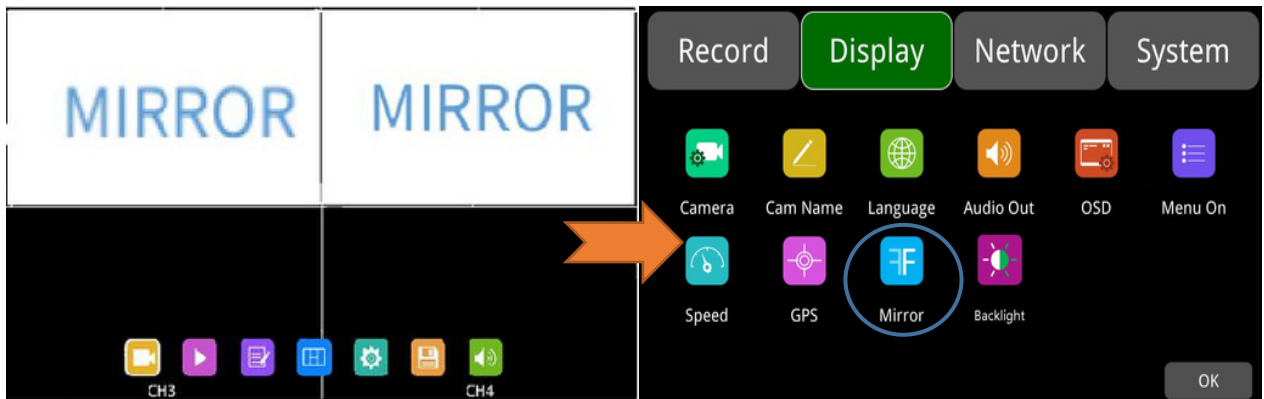 MIRROR
MIRROR
CH3
CH4
Record
Display
Network
System
Camera
Cam Name
Language
Audio Out
OSD
Menu On
Speed
GPS
Mirror
Backlight
OK